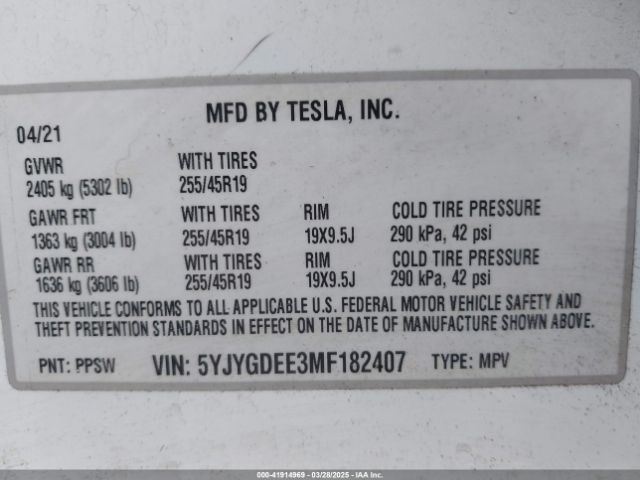 MFD BY TESLA, INC.
04/21
GVWR WITH TIRES
2405 kg (5302 lb) 255/45R19
GAWR FRT WITH TIRES RIM COLD TIRE PRESSURE
1363 kg (3004 lb) 255/45R19 19X9.5J 290 kPa, 42 psi
GAWR RR WITH TIRES RIM COLD TIRE PRESSURE
1636 kg (3606 lb) 255/45R19 19X9.5J 290 kPa, 42 psi
THIS VEHICLE CONFORMS TO ALL APPLICABLE U.S. FEDERAL MOTOR VEHICLE SAFETY AND
THEFT PREVENTION STANDARDS IN EFFECT ON THE DATE OF MANUFACTURE SHOWN ABOVE.
PNT: PPSW VIN: 5YJYGDEE3MF182407 TYPE: MPV
000-41914969 - 03/28/2025 - IAA, Inc.